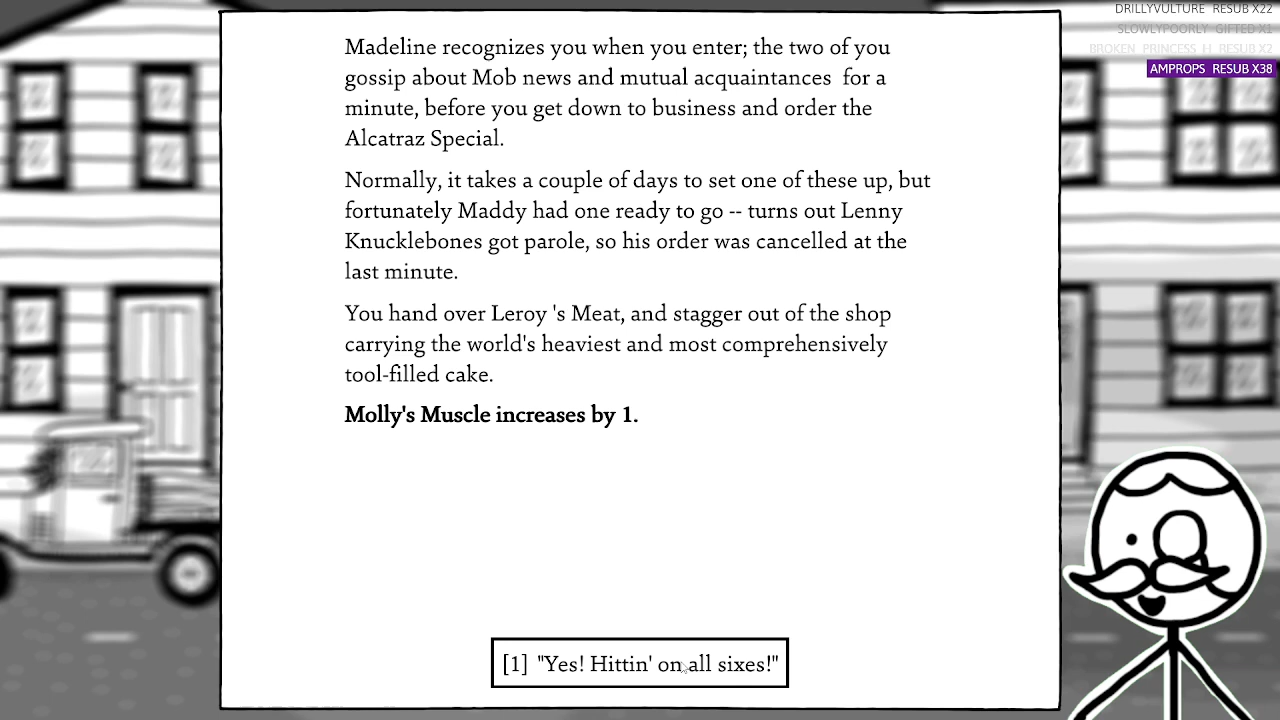 DRILLYVULTURE RESUB X22
SLOWLYPOORLY GIFTED X1
BROKEN_PRINCESS_H RESUB X2
AMPROPS RESUB X38
Madeline recognizes you when you enter; the two of you
gossip about Mob news and mutual acquaintances for a
minute, before you get down to business and order the
Alcatraz Special.
Normally, it takes a couple of days to set one of these up, but
fortunately Maddy had one ready to go -- turns out Lenny
Knucklebones got parole, so his order was cancelled at the
last minute.
You hand over Leroy 's Meat, and stagger out of the shop
carrying the world's heaviest and most comprehensively
tool-filled cake.
Molly's Muscle increases by 1.
[1] "Yes! Hittin' on all sixes!"